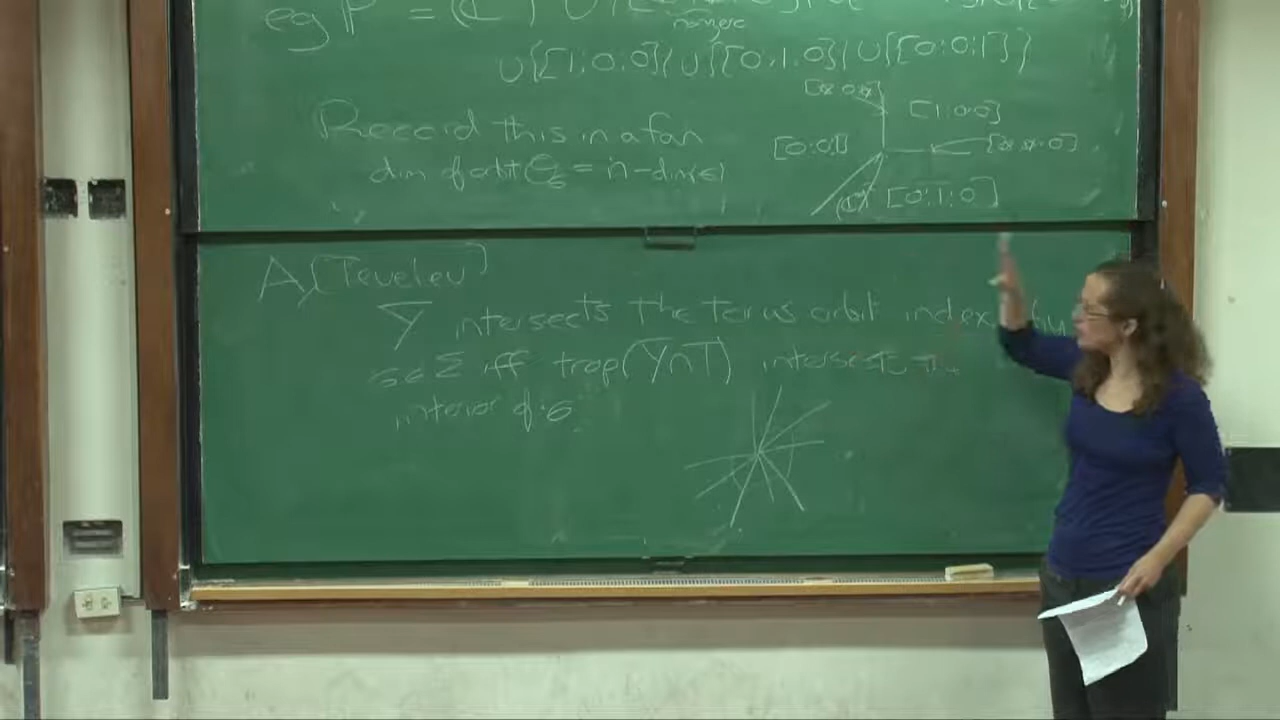 eg P = (C
nonzero
∪{[1:0:0]}∪{[0:1:0]}∪{[0:0:1]}
Record this in a fan
dim of orbit O_σ = n - dim(σ)
[1:0:0]
[0:0:1]
[*:*:0]
[0:1:0]
A, (Tevelev)
Y̅ intersects the torus orbit indexed by
σ∈Σ iff trop(Y∩T) intersects the
interior of σ